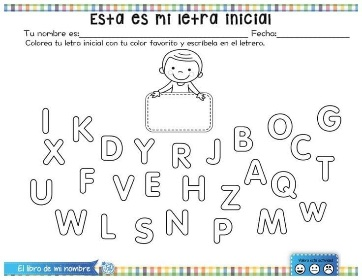 Esta es mi letra inicial
Tu nombre es: Fecha:
Colorea tu letra inicial con tu color favorito y escríbela en el letrero.
I K D Y R J B O G
X F V E H Z A Q C T
U W L S N P M W
El libro de mi nombre